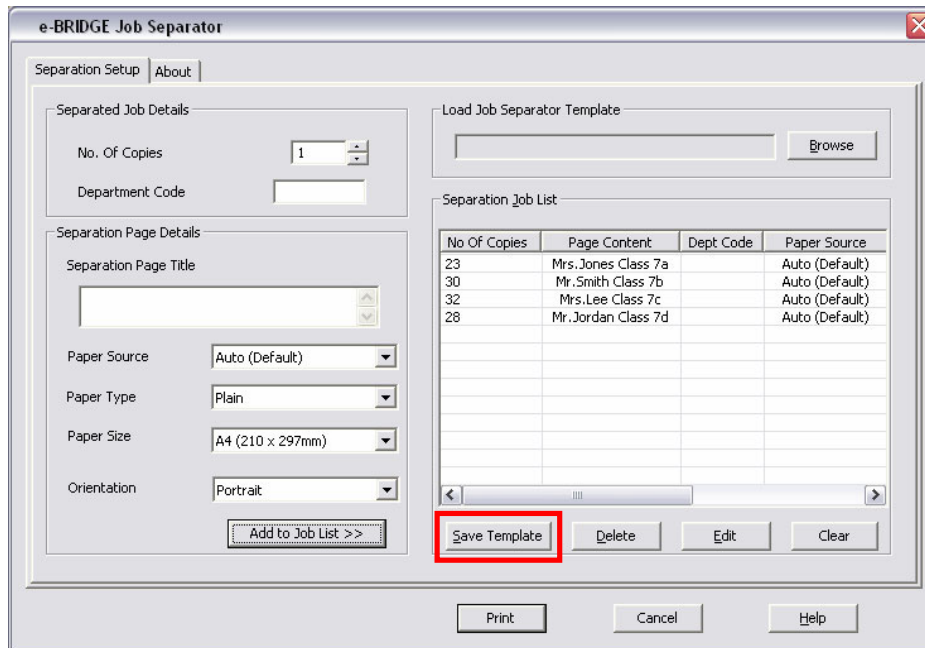 e-BRIDGE Job Separator
Separation Setup
About
Separated Job Details
No. Of Copies
1
Department Code
Separation Page Details
Separation Page Title
Paper Source
Auto (Default)
Paper Type
Plain
Paper Size
A4 (210 x 297mm)
Orientation
Portrait
Add to Job List >>
Load Job Separator Template
Browse
Separation Job List
No Of Copies Page Content Dept Code Paper Source
23 Mrs.Jones Class 7a Auto (Default)
30 Mr.Smith Class 7b Auto (Default)
32 Mrs.Lee Class 7c Auto (Default)
28 Mr.Jordan Class 7d Auto (Default)
Save Template Delete Edit Clear
Print Cancel Help